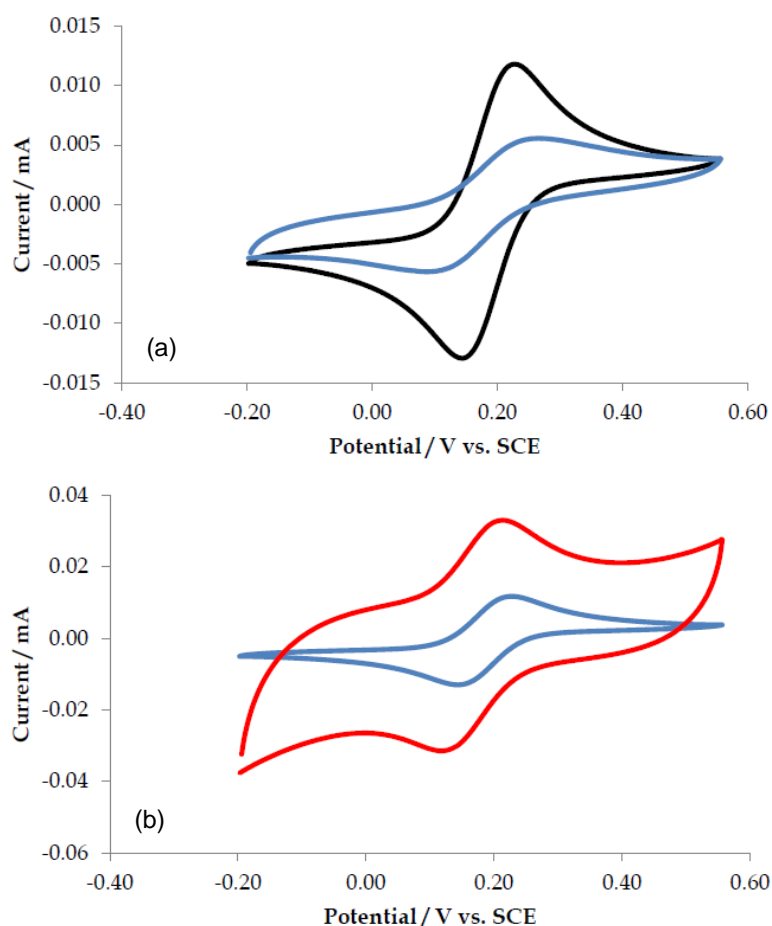 0.015
0.010
0.005
0.000
-0.005
-0.010
-0.015
Current / mA
(a)
-0.40 -0.20 0.00 0.20 0.40 0.60
Potential / V vs. SCE
0.04
0.02
0.00
-0.02
-0.04
-0.06
Current / mA
(b)
-0.40 -0.20 0.00 0.20 0.40 0.60
Potential / V vs. SCE